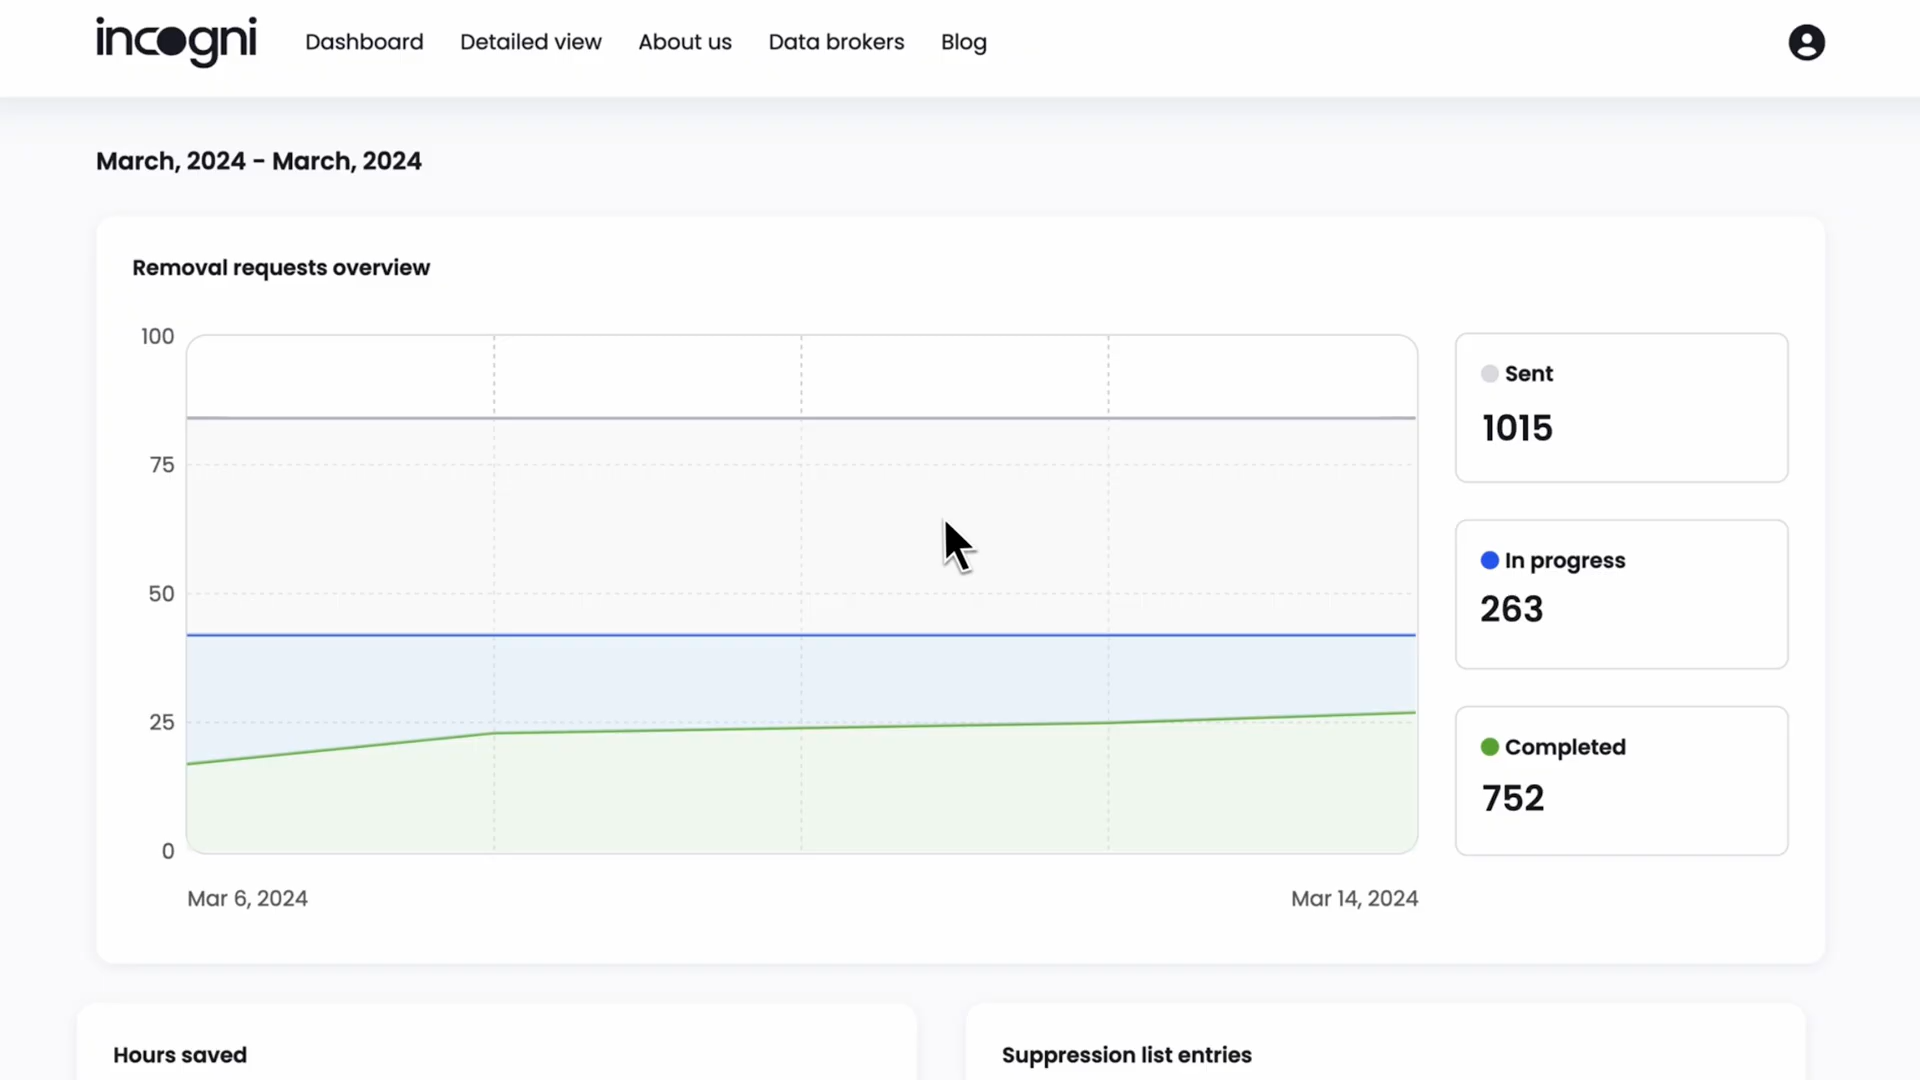 incogni Dashboard Detailed view About us Data brokers Blog
March, 2024 - March, 2024
Removal requests overview
100
75
50
25
0
Mar 6, 2024 Mar 14, 2024
Sent
1015
In progress
263
Completed
752
Hours saved
Suppression list entries